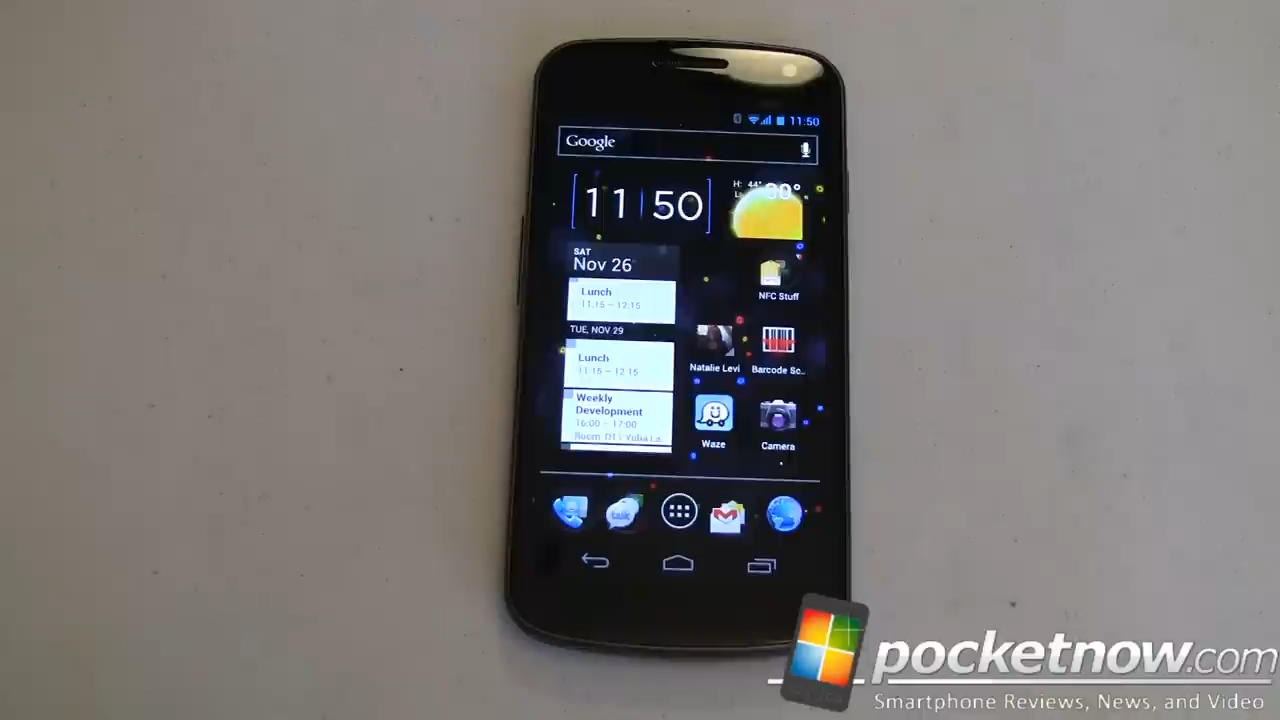 11:50
Google
11 50
H: 44°
SAT
Nov 26
Lunch
11:15 – 12:15
NFC Stuff
TUE, NOV 29
Lunch
11:15 – 12:15
Natalie Levi
Barcode Sc..
Weekly
Development
16:00 – 17:00
Waze
Camera
talk
pocketnow.com
Smartphone Reviews, News, and Video